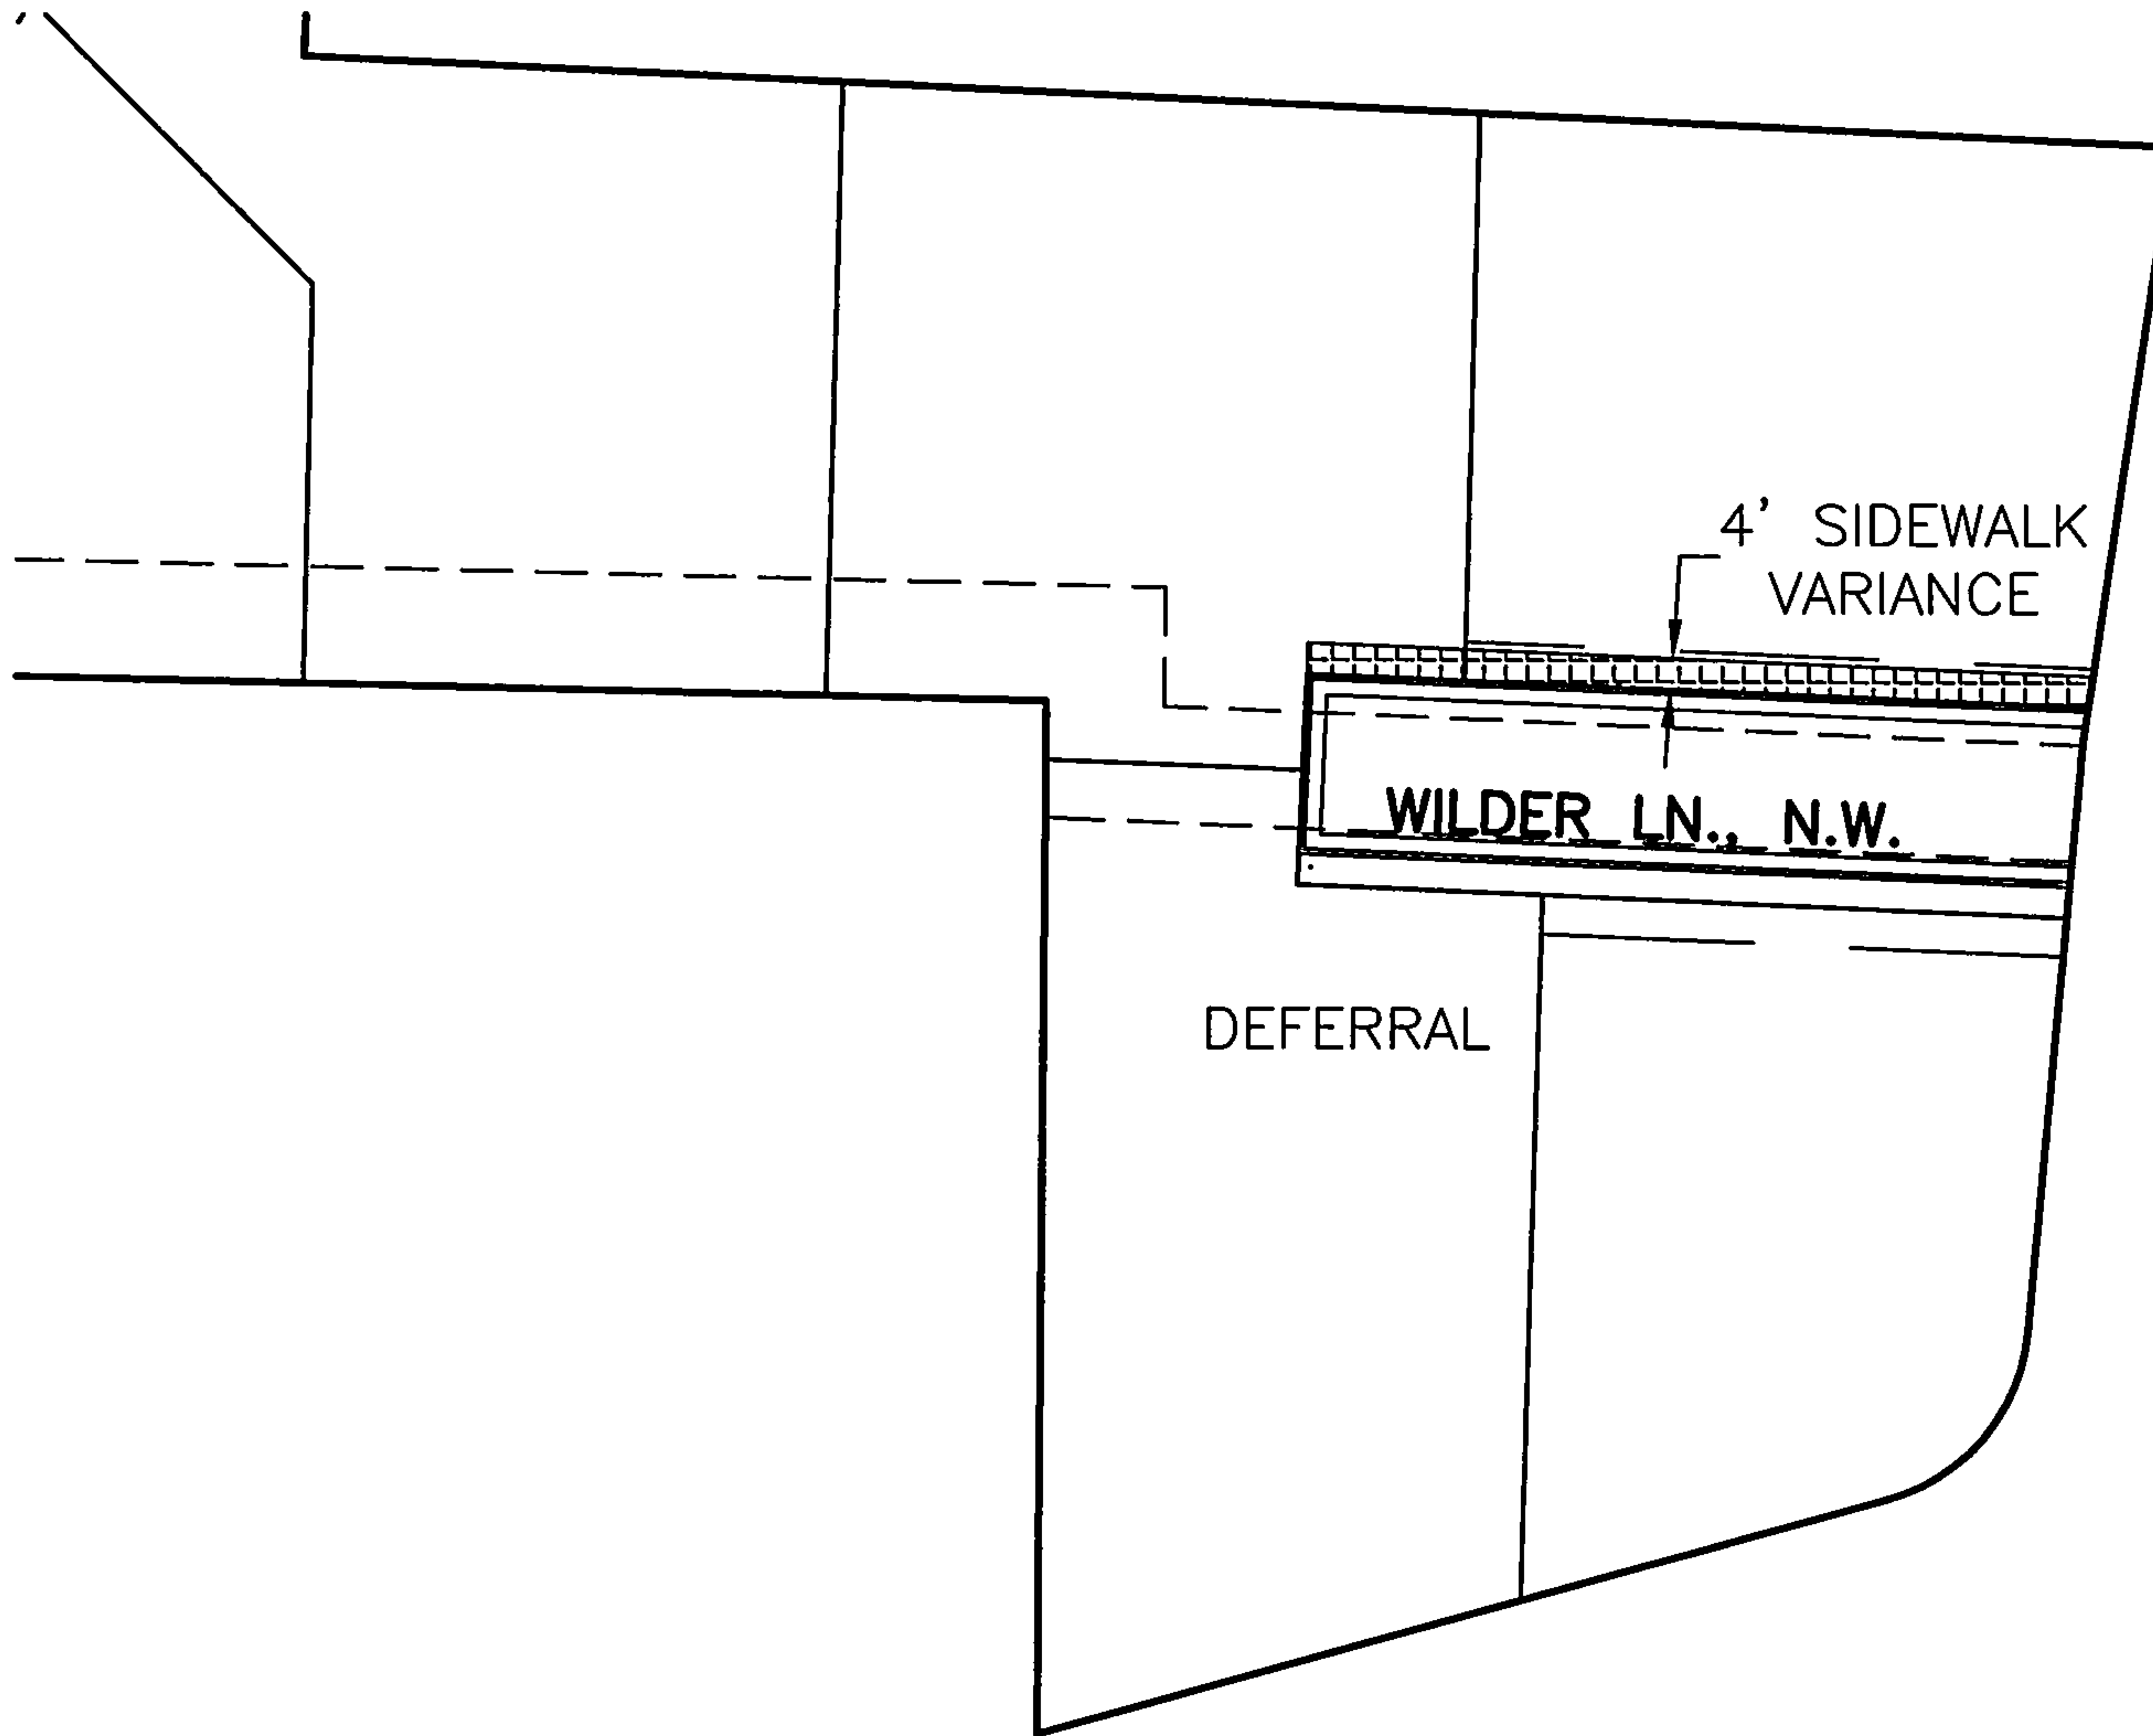 4' SIDEWALK
VARIANCE
WILDER LN., N.W.
DEFERRAL